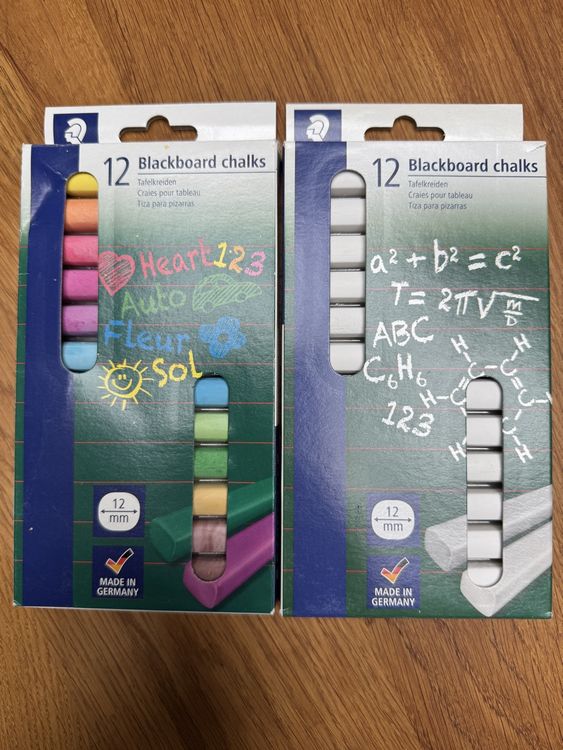 12 Blackboard chalks
Tafelkreiden
Craies pour tableau
Tiza para pizarras
Heart 123
Auto
Fleur
Sol
12
mm
MADE IN
GERMANY
12 Blackboard chalks
Tafelkreiden
Craies pour tableau
Tiza para pizarras
a² + b² = c²
T = 2π√m/D
ABC
C₆H₆
123
H
H
C
C
C
H
C
H
H
12
mm
MADE IN
GERMANY